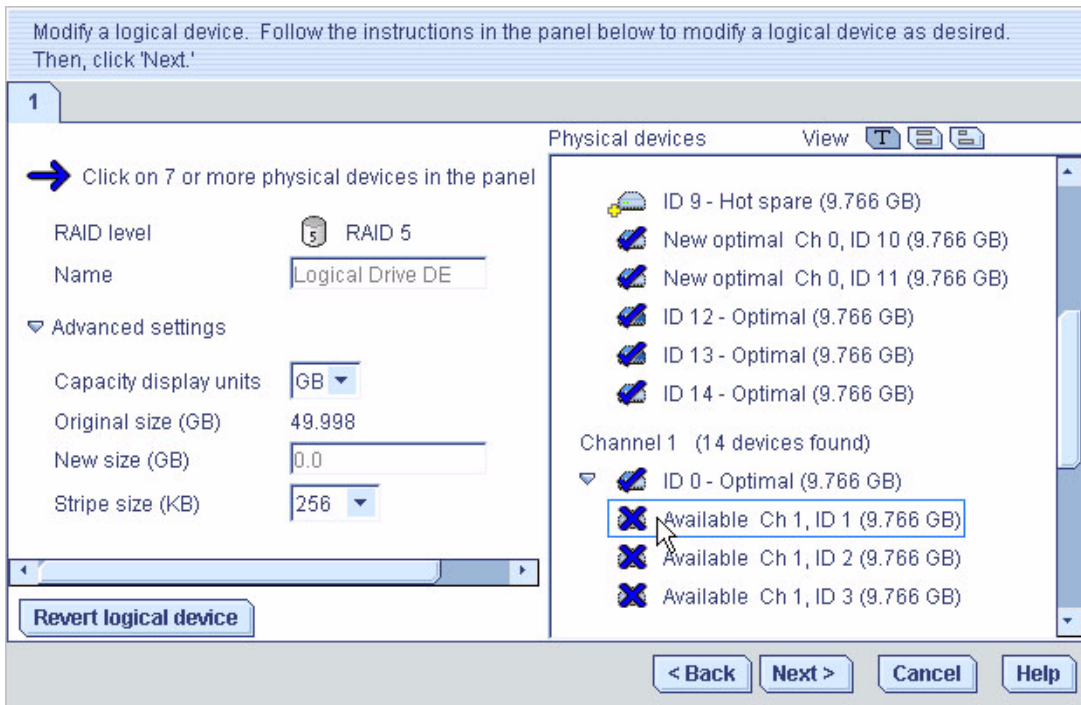 Modify a logical device. Follow the instructions in the panel below to modify a logical device as desired.
Then, click 'Next.'
1
Click on 7 or more physical devices in the panel
RAID level
5
RAID 5
Name
Logical Drive DE
Advanced settings
Capacity display units
GB
Original size (GB)
49.998
New size (GB)
0.0
Stripe size (KB)
256
Revert logical device
Physical devices
View
T
ID 9 - Hot spare (9.766 GB)
New optimal Ch 0, ID 10 (9.766 GB)
New optimal Ch 0, ID 11 (9.766 GB)
ID 12 - Optimal (9.766 GB)
ID 13 - Optimal (9.766 GB)
ID 14 - Optimal (9.766 GB)
Channel 1 (14 devices found)
ID 0 - Optimal (9.766 GB)
Available Ch 1, ID 1 (9.766 GB)
Available Ch 1, ID 2 (9.766 GB)
Available Ch 1, ID 3 (9.766 GB)
< Back
Next >
Cancel
Help